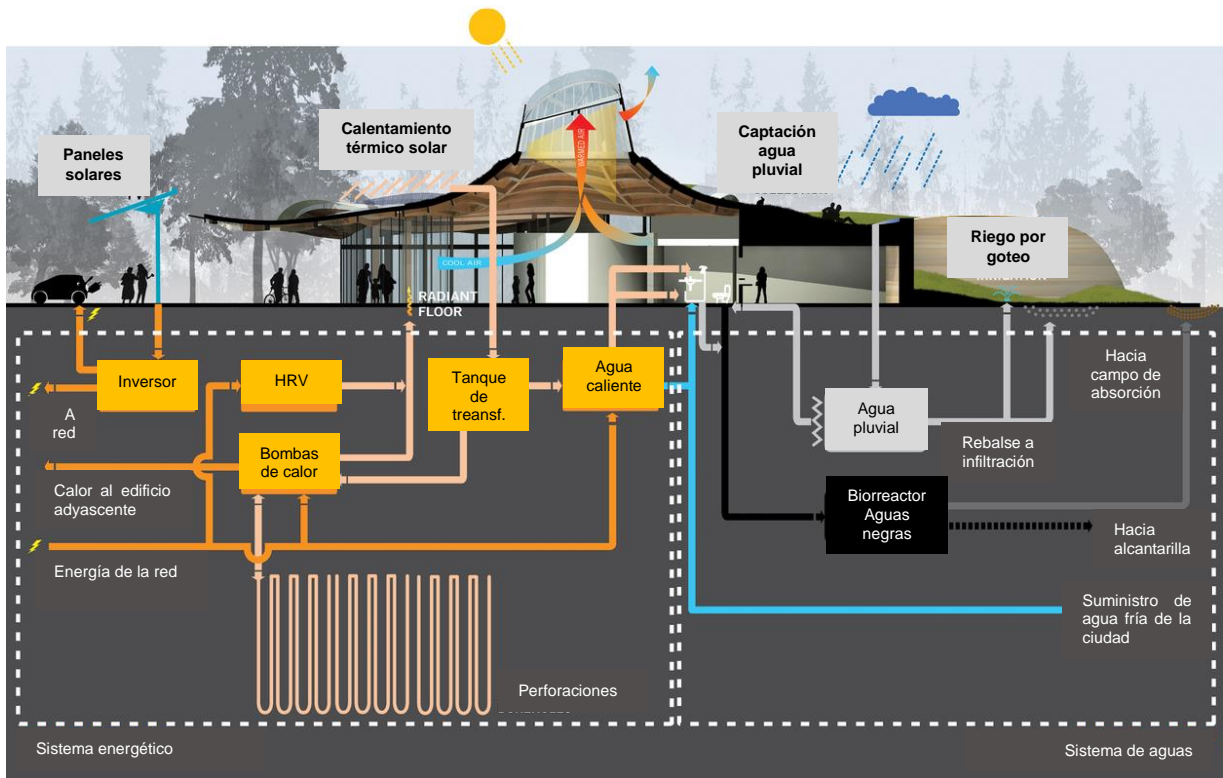 Paneles
solares
Calentamiento
térmico solar
WARMED AIR
Captación
agua
pluvial
Riego por
goteo
COOL AIR
RADIANT
FLOOR
Inversor
HRV
Tanque
de
treansf.
Agua
caliente
A
red
Bombas
de calor
Calor al edificio
adyascente
Energía de la red
Perforaciones
Sistema energético
Agua
pluvial
Hacia
campo de
absorción
Rebalse a
infiltración
Biorreactor
Aguas
negras
Hacia
alcantarilla
Suministro de
agua fría de la
ciudad
Sistema de aguas